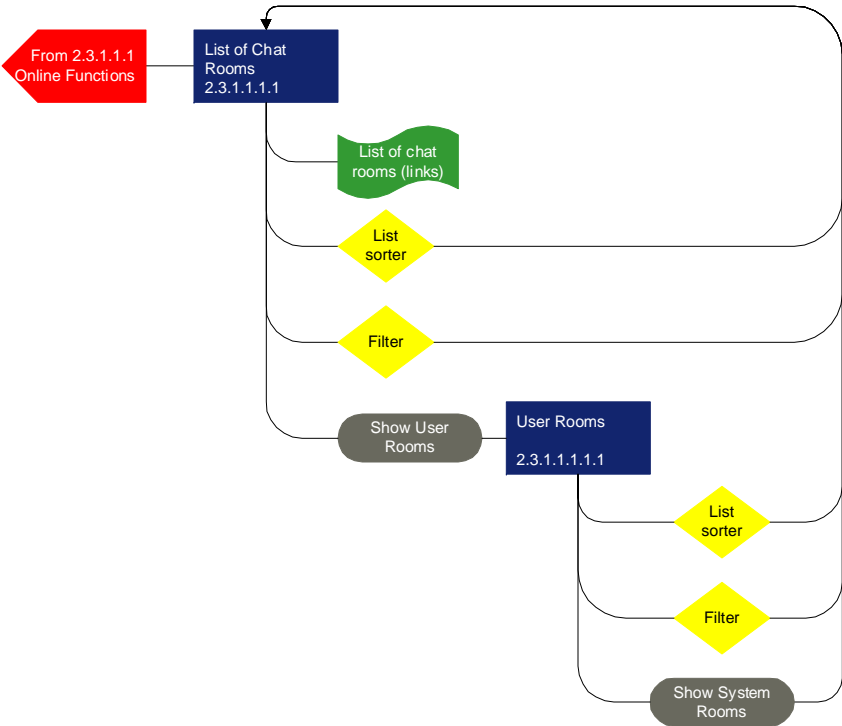 From 2.3.1.1.1
Online Functions
List of Chat
Rooms
2.3.1.1.1.1
List of chat
rooms (links)
List
sorter
Filter
Show User
Rooms
User Rooms
2.3.1.1.1.1.1
List
sorter
Filter
Show System
Rooms